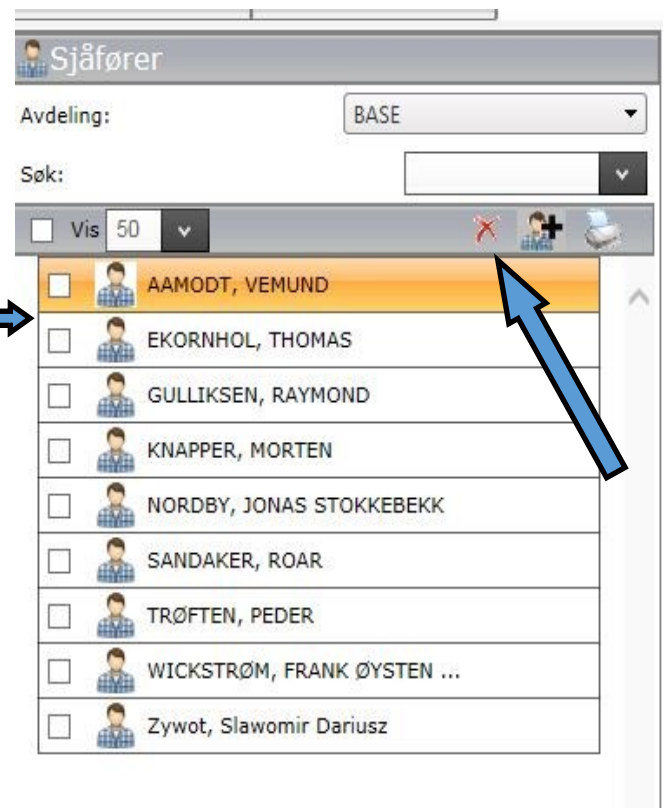 Sjåfører
Avdeling: BASE
Søk:
Vis 50
AAMODT, VEMUND
EKORNHOL, THOMAS
GULLIKSEN, RAYMOND
KNAPPER, MORTEN
NORDBY, JONAS STOKKEBEKK
SANDAKER, ROAR
TRØFTEN, PEDER
WICKSTRØM, FRANK ØYSTEN ...
Zywot, Slawomir Dariusz